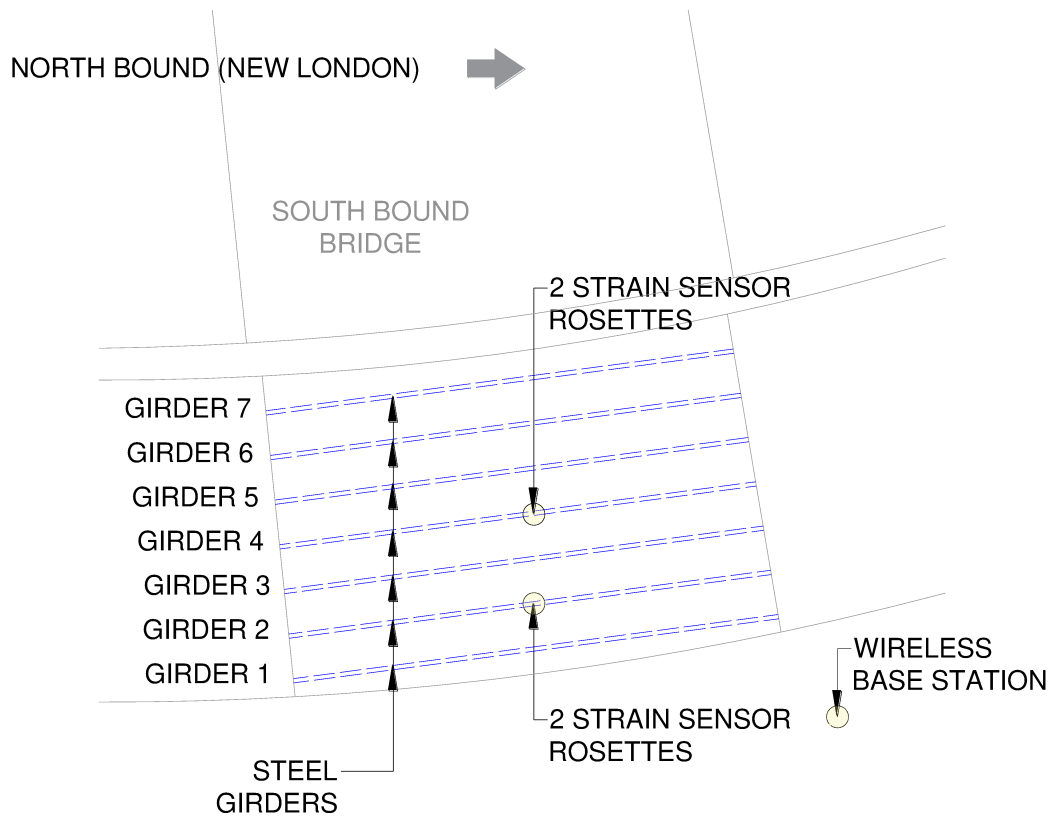 NORTH BOUND (NEW LONDON)
SOUTH BOUND
BRIDGE
2 STRAIN SENSOR
ROSETTES
GIRDER 7
GIRDER 6
GIRDER 5
GIRDER 4
GIRDER 3
GIRDER 2
GIRDER 1
WIRELESS
BASE STATION
2 STRAIN SENSOR
ROSETTES
STEEL
GIRDERS